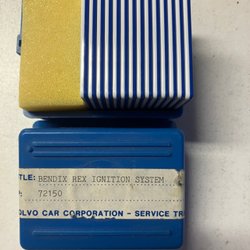 TLE: BENDIX REX IGNITION SYSTEM
72150
OLVO CAR CORPORATION - SERVICE TR